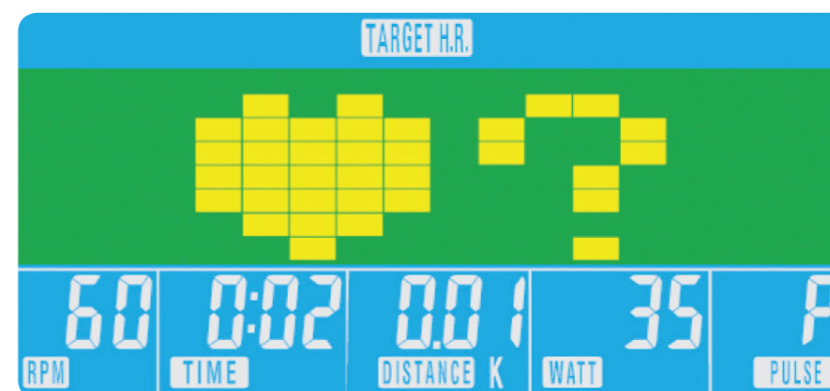 TARGET H.R.
?
60 0:02 0.01 35 P
RPM TIME DISTANCE K WATT PULSE